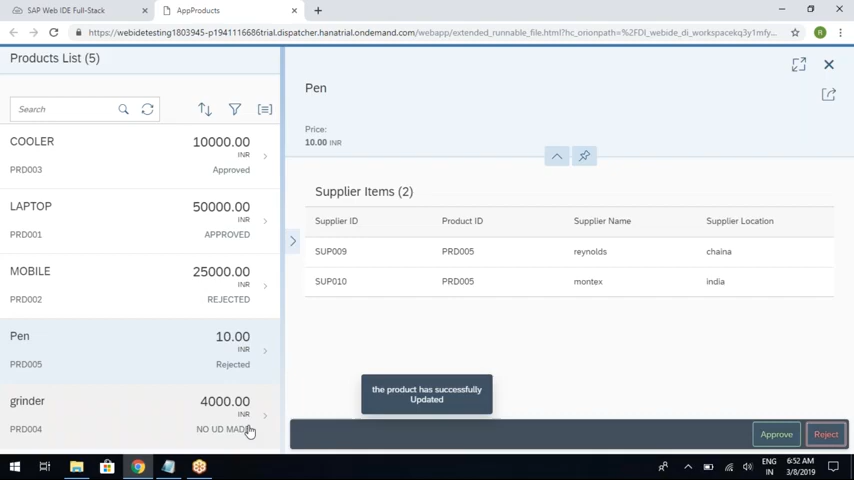 SAP Web IDE Full-Stack
AppProducts
https://webidetesting1803945-p1941116686trial.dispatcher.hanatrial.ondemand.com/webapp/extended_runnable_file.html?hc_orionpath=%2FDI_webide_di_workspacekq3y1mfy...
R
Products List (5)
Search
COOLER 10000.00
INR
PRD003 Approved
LAPTOP 50000.00
INR
PRD001 APPROVED
MOBILE 25000.00
INR
PRD002 REJECTED
Pen 10.00
INR
PRD005 Rejected
grinder 4000.00
INR
PRD004 NO UD MADE
Pen
Price:
10.00 INR
Supplier Items (2)
Supplier ID Product ID Supplier Name Supplier Location
SUP009 PRD005 reynolds chaina
SUP010 PRD005 montex india
the product has successfully
Updated
Approve Reject
ENG
IN
6:52 AM
3/8/2019